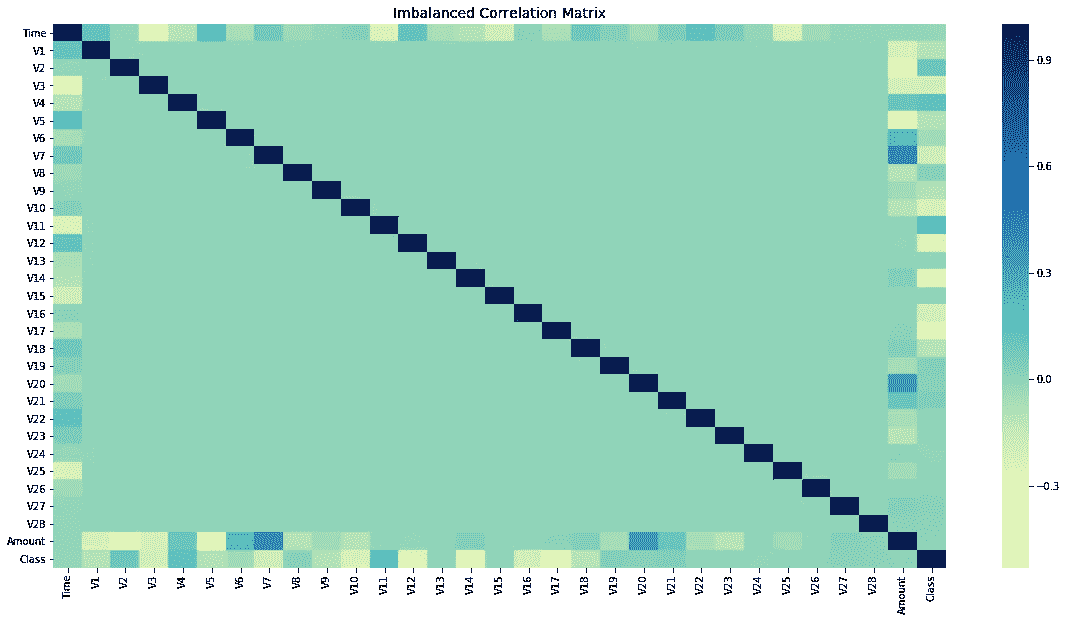 Imbalanced Correlation Matrix
Time
V1
V2
V3
V4
V5
V6
V7
V8
V9
V10
V11
V12
V13
V14
V15
V16
V17
V18
V19
V20
V21
V22
V23
V24
V25
V26
V27
V28
Amount
Class
Time
V1
V2
V3
V4
V5
V6
V7
V8
V9
V10
V11
V12
V13
V14
V15
V16
V17
V18
V19
V20
V21
V22
V23
V24
V25
V26
V27
V28
Amount
Class
0.9
0.6
0.3
0.0
−0.3